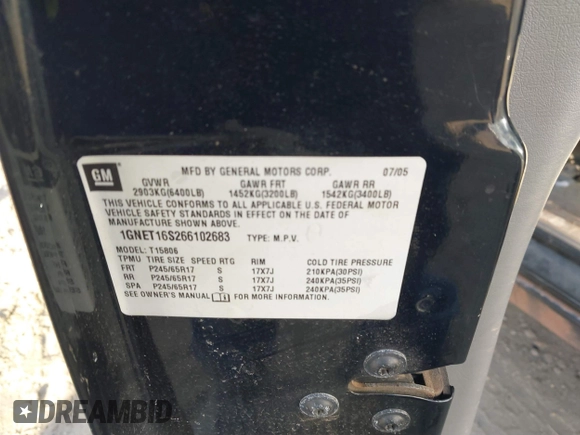 GM
MFD BY GENERAL MOTORS CORP. 07/05
GVWR GAWR FRT GAWR RR
2903KG(6400LB) 1452KG(3200LB) 1542KG(3400LB)
THIS VEHICLE CONFORMS TO ALL APPLICABLE U.S. FEDERAL MOTOR
VEHICLE SAFETY STANDARDS IN EFFECT ON THE DATE OF
MANUFACTURE SHOWN ABOVE.
1GNET16S266102683 TYPE: M.P.V.
MODEL: T15806
TPMU TIRE SIZE SPEED RTG RIM COLD TIRE PRESSURE
FRT P245/65R17 S 17X7J 210KPA(30PSI)
RR P245/65R17 S 17X7J 240KPA(35PSI)
SPA P245/65R17 S 17X7J 240KPA(35PSI)
SEE OWNER'S MANUAL FOR MORE INFORMATION
DREAMBID